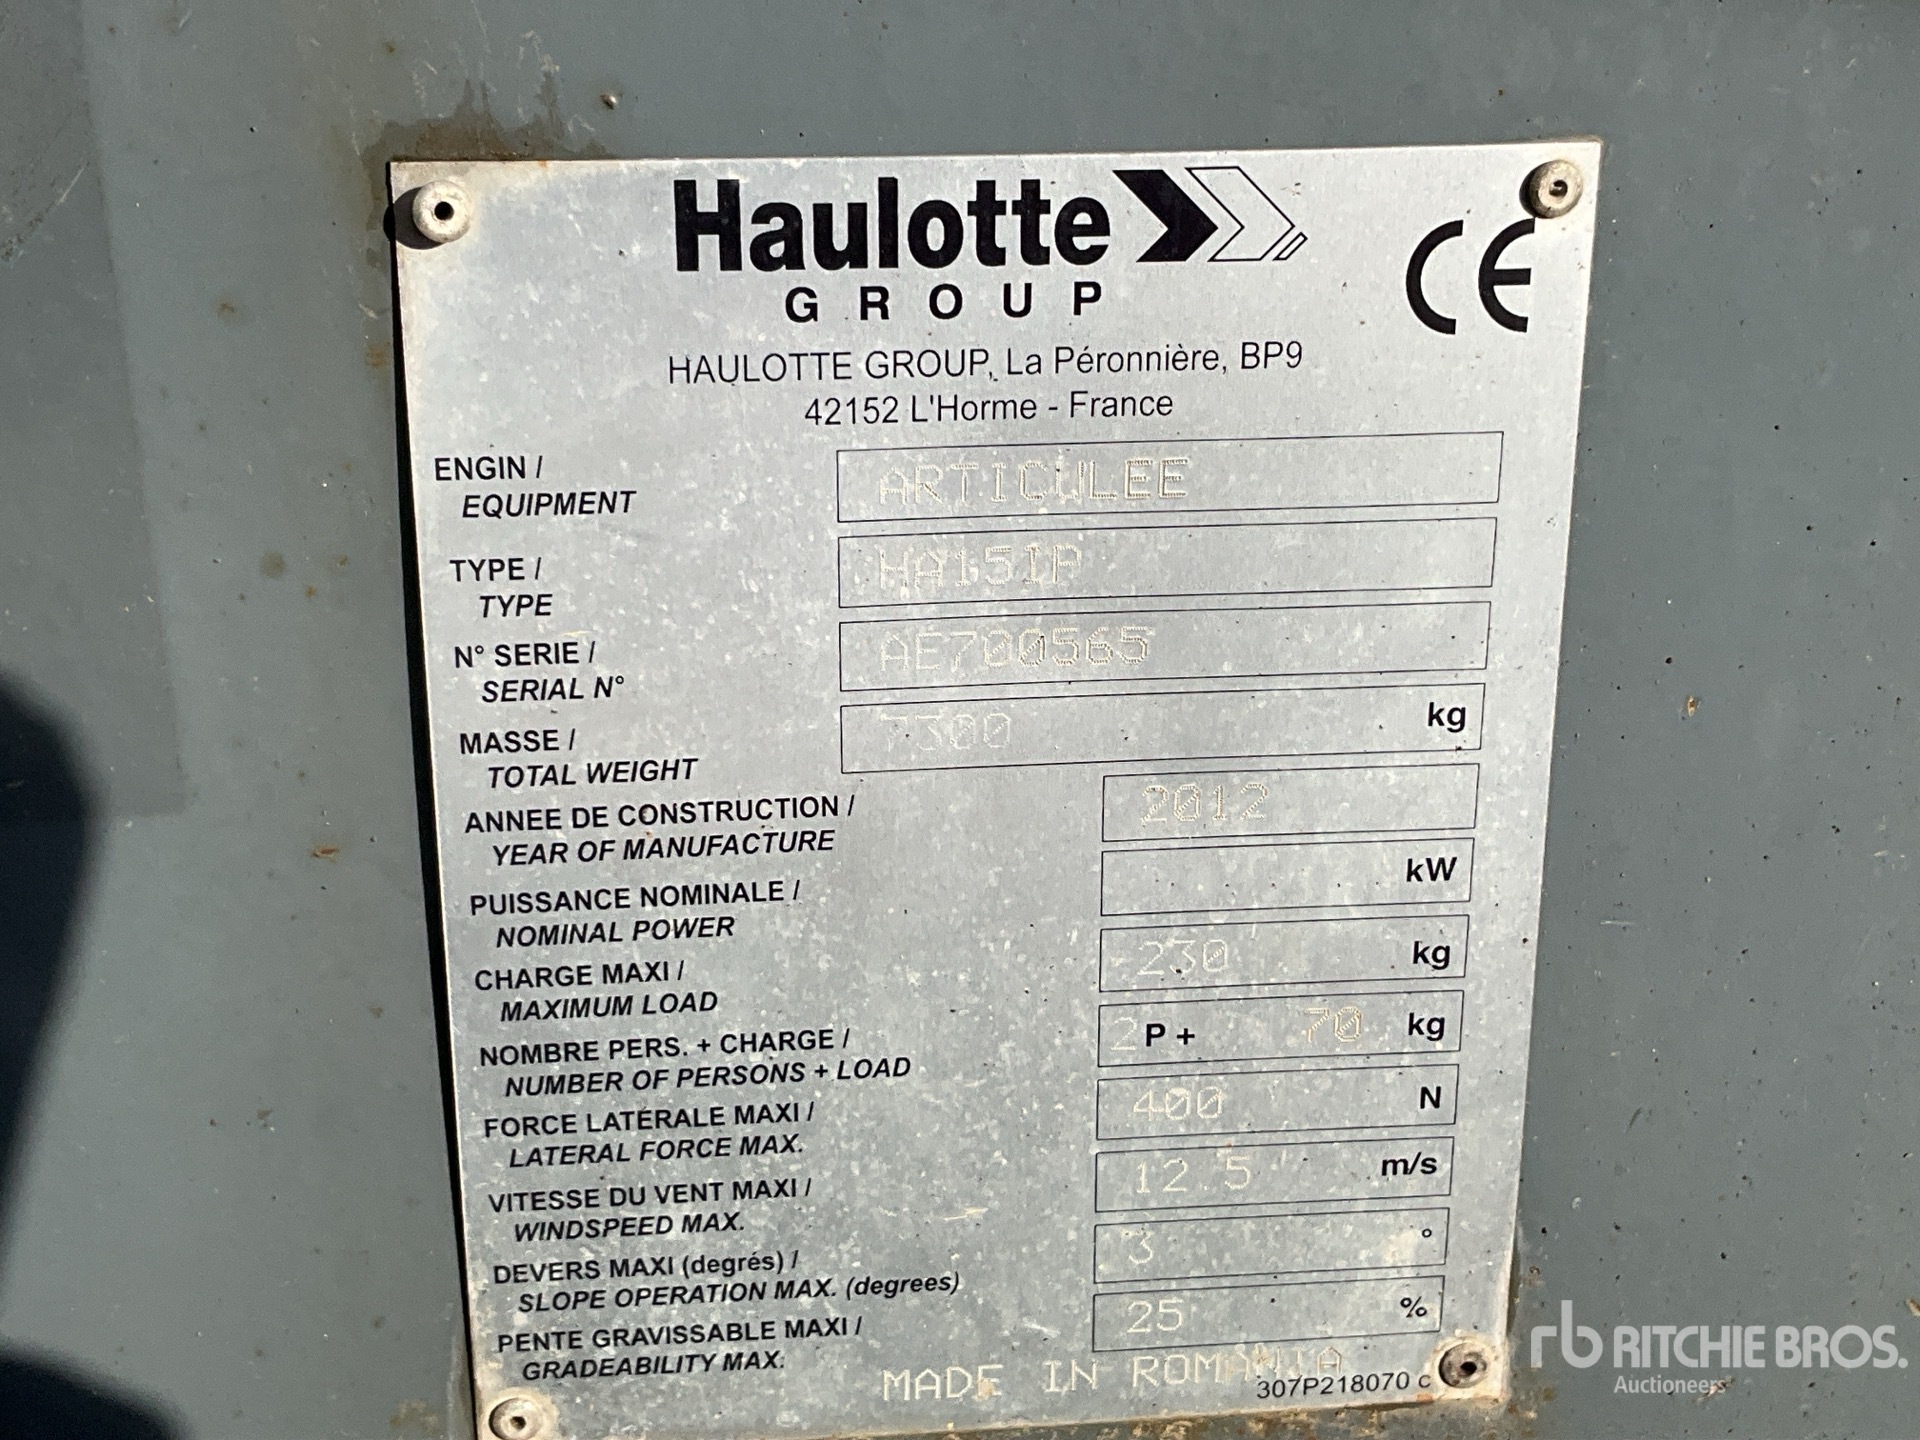 Haulotte
GROUP
CE
HAULOTTE GROUP, La Péronnière, BP9
42152 L'Horme - France
ENGIN /
EQUIPMENT
ARTICULEE
TYPE /
TYPE
HA15IP
N° SERIE /
SERIAL N°
AE700565
MASSE /
TOTAL WEIGHT
7300 kg
ANNEE DE CONSTRUCTION /
YEAR OF MANUFACTURE
2012
PUISSANCE NOMINALE /
NOMINAL POWER
kW
CHARGE MAXI /
MAXIMUM LOAD
230 kg
NOMBRE PERS. + CHARGE /
NUMBER OF PERSONS + LOAD
2 P + 70 kg
FORCE LATÉRALE MAXI /
LATERAL FORCE MAX.
400 N
VITESSE DU VENT MAXI /
WINDSPEED MAX.
12.5 m/s
DEVERS MAXI (degrés) /
SLOPE OPERATION MAX. (degrees)
3 °
PENTE GRAVISSABLE MAXI /
GRADEABILITY MAX.
25 %
MADE IN ROMANIA
307P218070 c
rb RITCHIE BROS.
Auctioneers